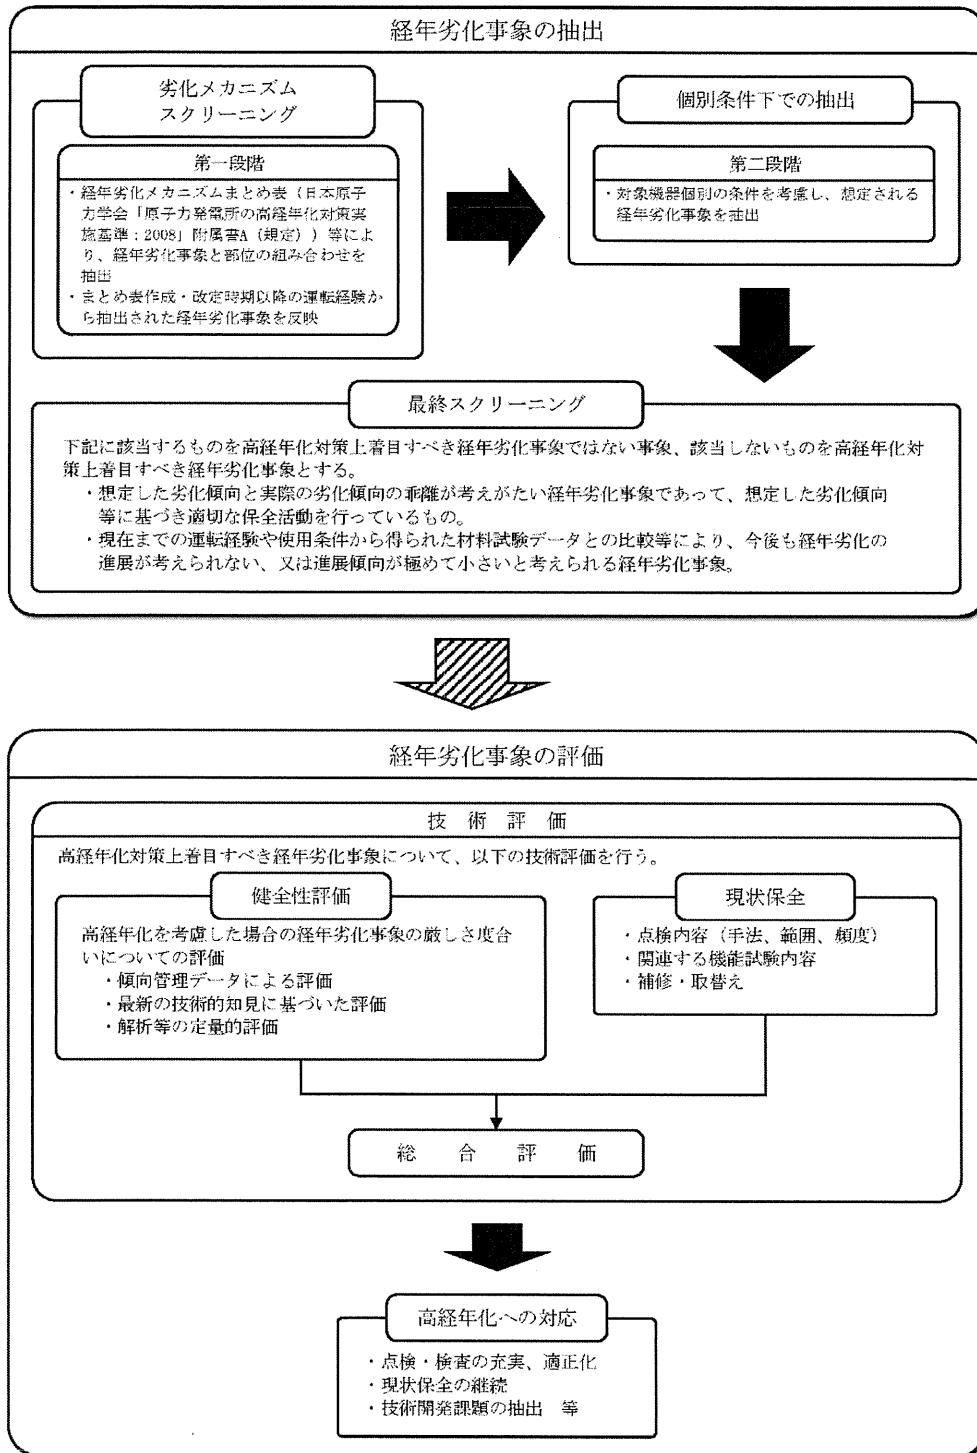 経年劣化事象の抽出
劣化メカニズム
スクリーニング
第一段階
・経年劣化メカニズムまとめ表（日本原子
力学会「原子力発電所の高経年化対策実
施基準：2008」附属書A（規定））等によ
り、経年劣化事象と部位の組み合わせを
抽出
・まとめ表作成・改定時期以降の運転経験か
ら抽出された経年劣化事象を反映
個別条件下での抽出
第二段階
・対象機器個別の条件を考慮し、想定される
経年劣化事象を抽出
最終スクリーニング
下記に該当するものを高経年化対策上着目すべき経年劣化事象ではない事象、該当しないものを高経年化対
策上着目すべき経年劣化事象とする。
・想定した劣化傾向と実際の劣化傾向の乖離が考えがたい経年劣化事象であって、想定した劣化傾向
等に基づき適切な保全活動を行っているもの。
・現在までの運転経験や使用条件から得られた材料試験データとの比較等により、今後も経年劣化の
進展が考えられない、又は進展傾向が極めて小さいと考えられる経年劣化事象。
経年劣化事象の評価
技術評価
高経年化対策上着目すべき経年劣化事象について、以下の技術評価を行う。
健全性評価
高経年化を考慮した場合の経年劣化事象の厳しさ度合
いについての評価
・傾向管理データによる評価
・最新の技術的知見に基づいた評価
・解析等の定量的評価
現状保全
・点検内容（手法、範囲、頻度）
・関連する機能試験内容
・補修・取替え
総合評価
高経年化への対応
・点検・検査の充実、適正化
・現状保全の継続
・技術開発課題の抽出　等